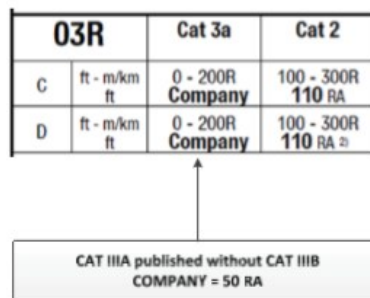 03R Cat 3a Cat 2
C ft - m/km 0 - 200R 100 - 300R
ft Company 110 RA
D ft - m/km 0 - 200R 100 - 300R
ft Company 110 RA 2)
CAT IIIA published without CAT IIIB
COMPANY = 50 RA